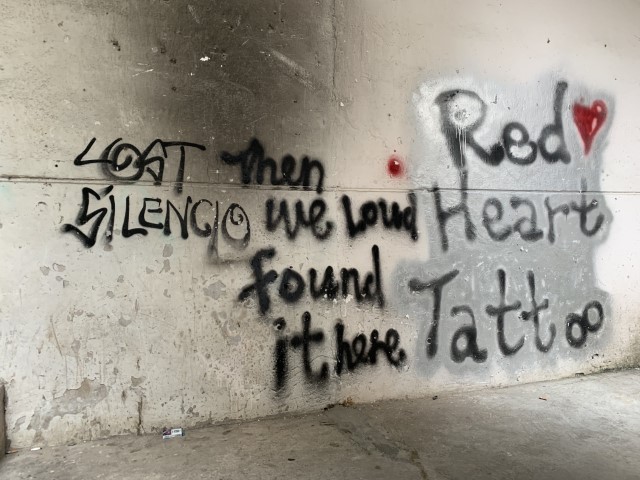 LOST
SILENCIO
then
we Loud
found
it here
Red
Heart
Tattoo